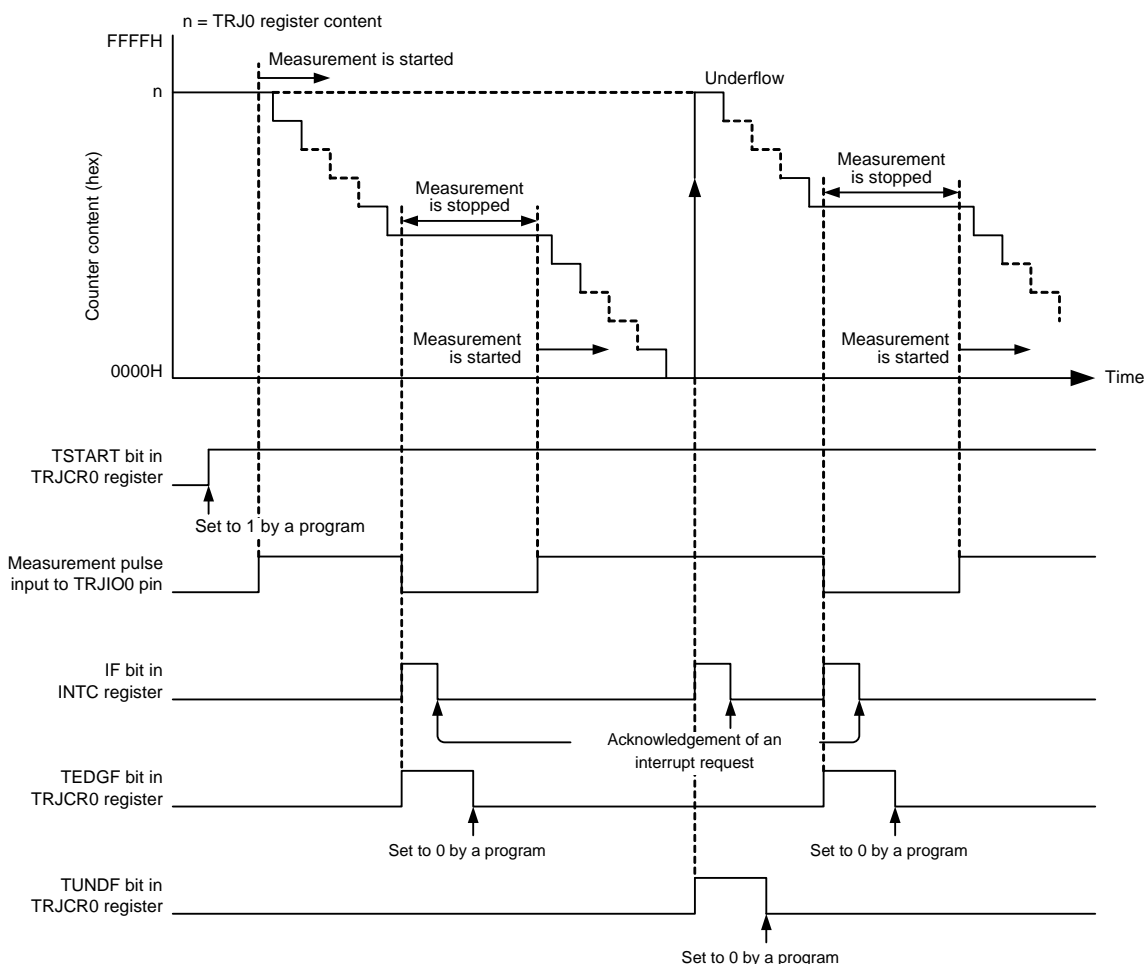 n = TRJ0 register content
FFFFH
Measurement is started
Underflow
n
Counter content (hex)
Measurement
is stopped
Measurement
is stopped
Measurement
is started
Measurement
is started
0000H
Time
TSTART bit in
TRJCR0 register
Set to 1 by a program
Measurement pulse
input to TRJIO0 pin
IF bit in
INTC register
Acknowledgement of an
interrupt request
TEDGF bit in
TRJCR0 register
Set to 0 by a program
Set to 0 by a program
TUNDF bit in
TRJCR0 register
Set to 0 by a program